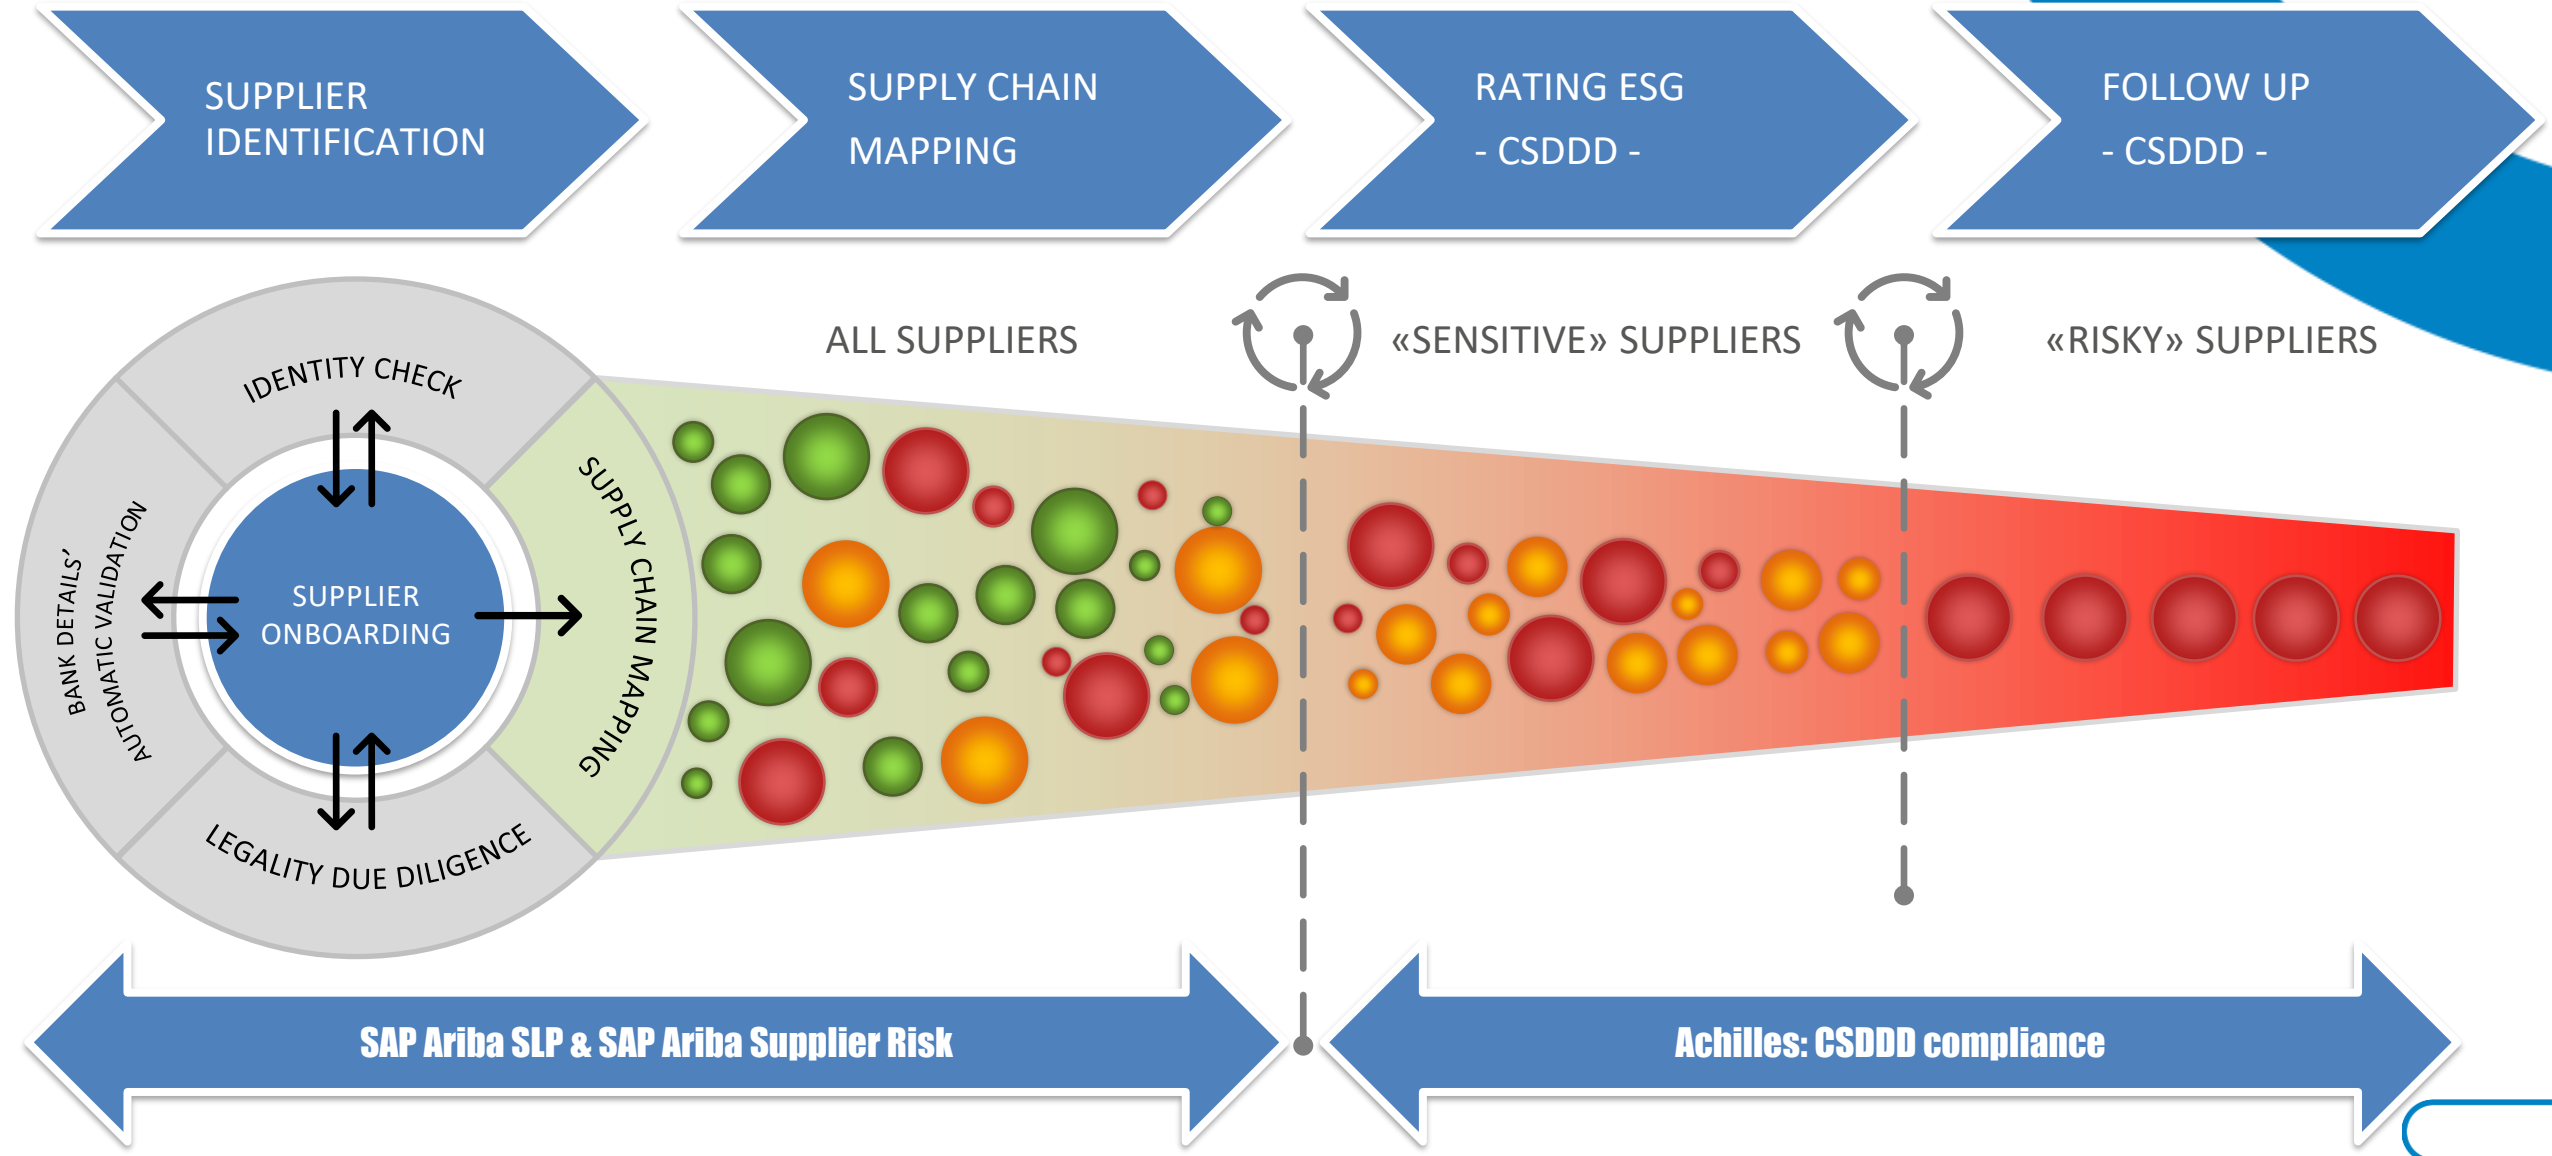 SUPPLIER
IDENTIFICATION
SUPPLY CHAIN
MAPPING
RATING ESG
- CSDDD -
FOLLOW UP
- CSDDD -
ALL SUPPLIERS
«SENSITIVE» SUPPLIERS
«RISKY» SUPPLIERS
IDENTITY CHECK
BANK DETAILS’
AUTOMATIC VALIDATION
SUPPLIER
ONBOARDING
SUPPLY CHAIN MAPPING
LEGALITY DUE DILIGENCE
SAP Ariba SLP & SAP Ariba Supplier Risk
Achilles: CSDDD compliance